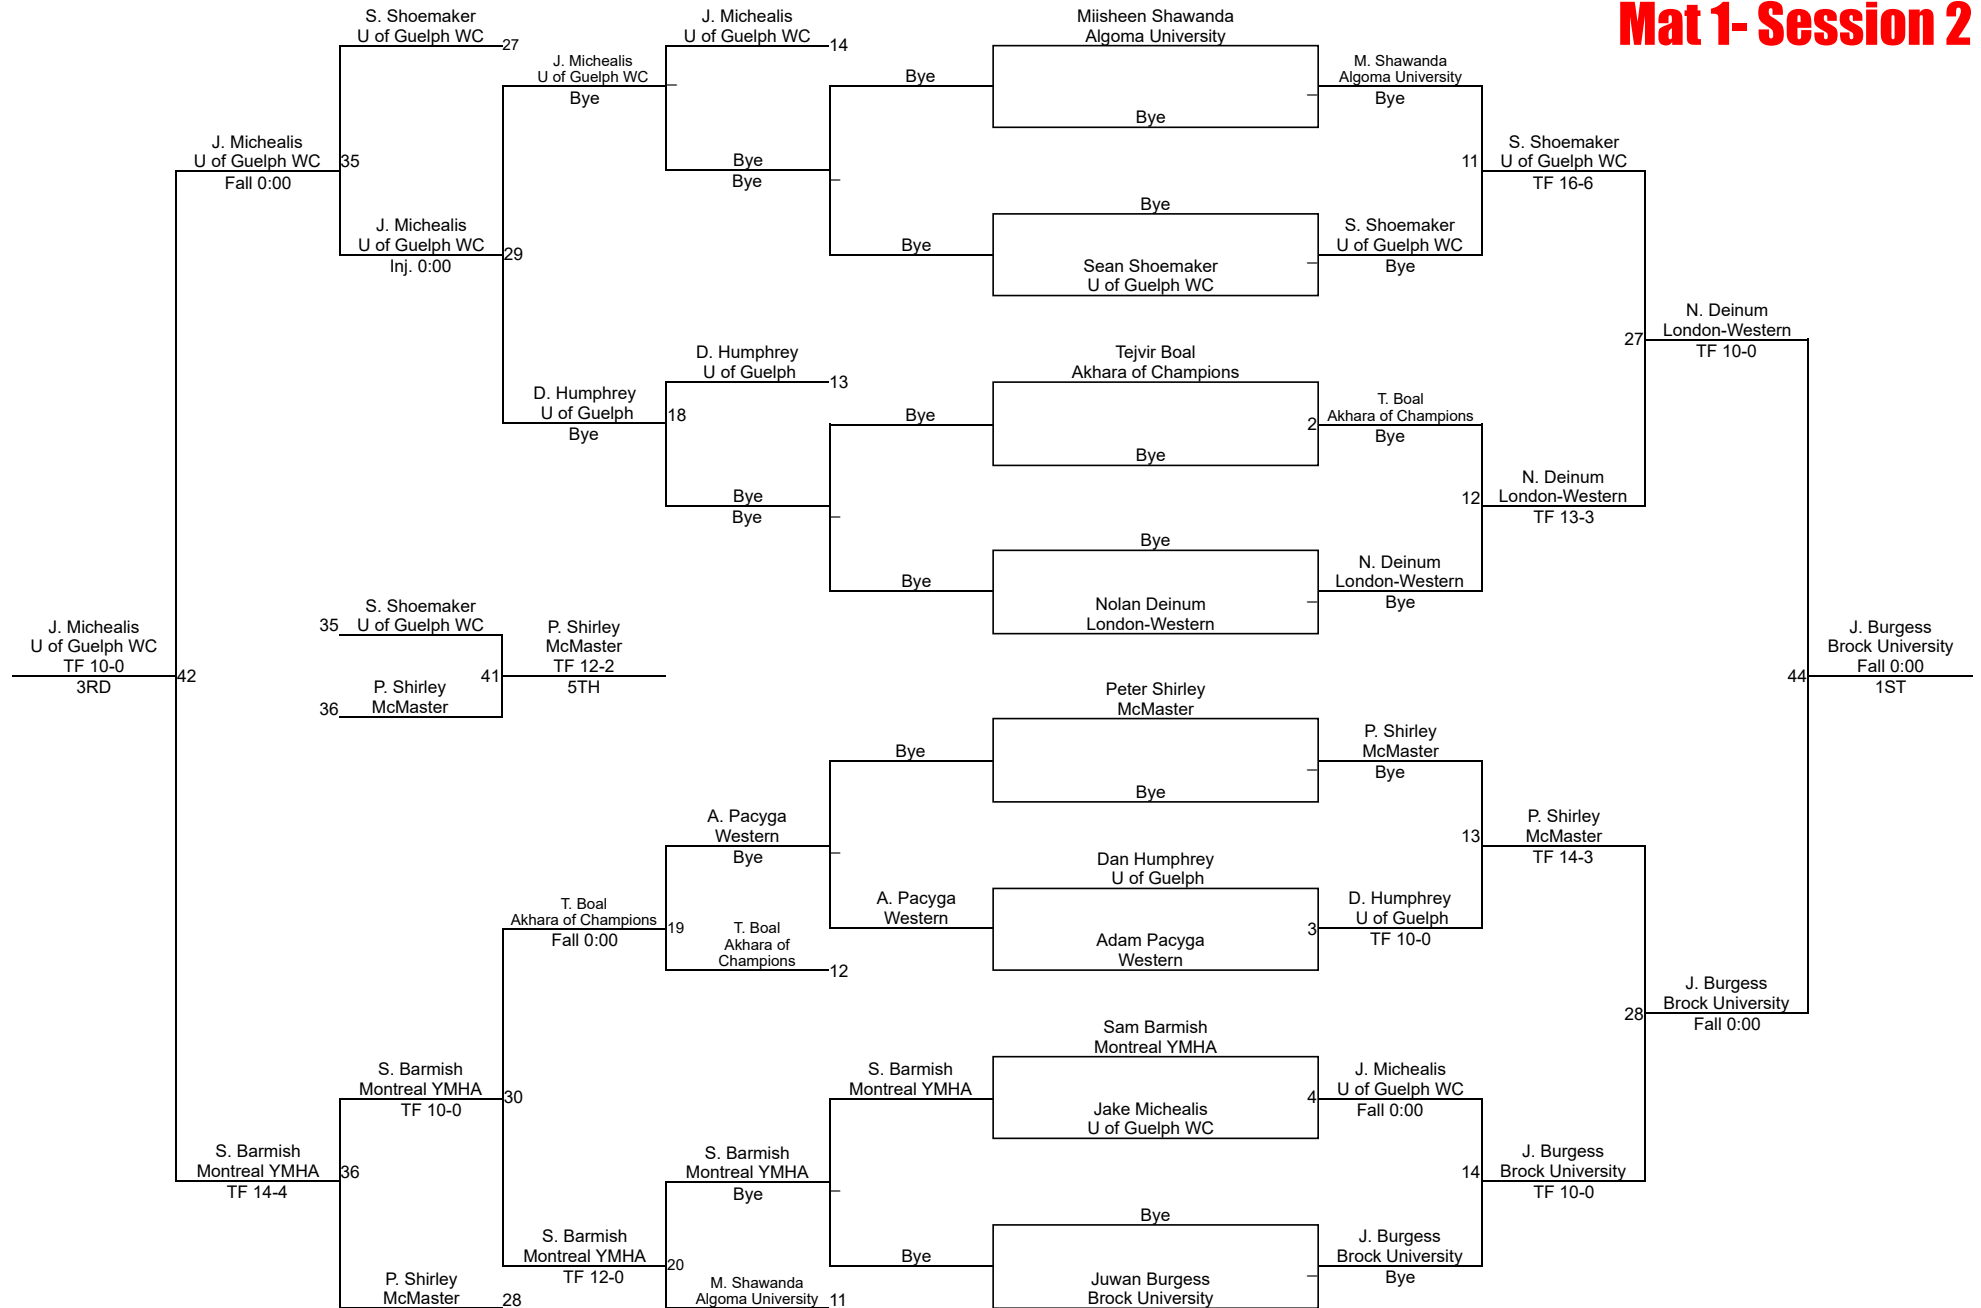 Mat 1- Session 2
S. Shoemaker
U of Guelph WC
27
J. Michealis
U of Guelph WC
14
Miisheen Shawanda
Algoma University
J. Michealis
U of Guelph WC
Bye
Bye
M. Shawanda
Algoma University
Bye
Bye
J. Michealis
U of Guelph WC
35
Fall 0:00
Bye
Bye
11
S. Shoemaker
U of Guelph WC
TF 16-6
Bye
J. Michealis
U of Guelph WC
29
Inj. 0:00
Bye
Sean Shoemaker
U of Guelph WC
S. Shoemaker
U of Guelph WC
Bye
N. Deinum
London-Western
27
TF 10-0
D. Humphrey
U of Guelph
13
Tejvir Boal
Akhara of Champions
D. Humphrey
U of Guelph
18
Bye
Bye
2
T. Boal
Akhara of Champions
Bye
Bye
Bye
Bye
12
N. Deinum
London-Western
TF 13-3
Bye
Bye
Nolan Deinum
London-Western
N. Deinum
London-Western
Bye
J. Michealis
U of Guelph WC
TF 10-0
42
3RD
S. Shoemaker
35
U of Guelph WC
P. Shirley
McMaster
TF 12-2
41
5TH
P. Shirley
36
McMaster
J. Burgess
Brock University
Fall 0:00
44
1ST
Peter Shirley
McMaster
Bye
P. Shirley
McMaster
Bye
Bye
A. Pacyga
Western
Bye
13
P. Shirley
McMaster
TF 14-3
Dan Humphrey
U of Guelph
T. Boal
Akhara of Champions
19
Fall 0:00
T. Boal
Akhara of
Champions
12
A. Pacyga
Western
Adam Pacyga
Western
3
D. Humphrey
U of Guelph
TF 10-0
J. Burgess
Brock University
28
Fall 0:00
Sam Barmish
Montreal YMHA
S. Barmish
Montreal YMHA
30
TF 10-0
S. Barmish
Montreal YMHA
Jake Michealis
U of Guelph WC
4
J. Michealis
U of Guelph WC
Fall 0:00
S. Barmish
Montreal YMHA
36
TF 14-4
S. Barmish
Montreal YMHA
Bye
14
J. Burgess
Brock University
TF 10-0
Bye
S. Barmish
Montreal YMHA
20
TF 12-0
Bye
Juwan Burgess
Brock University
J. Burgess
Brock University
Bye
P. Shirley
McMaster
28
M. Shawanda
Algoma University
11